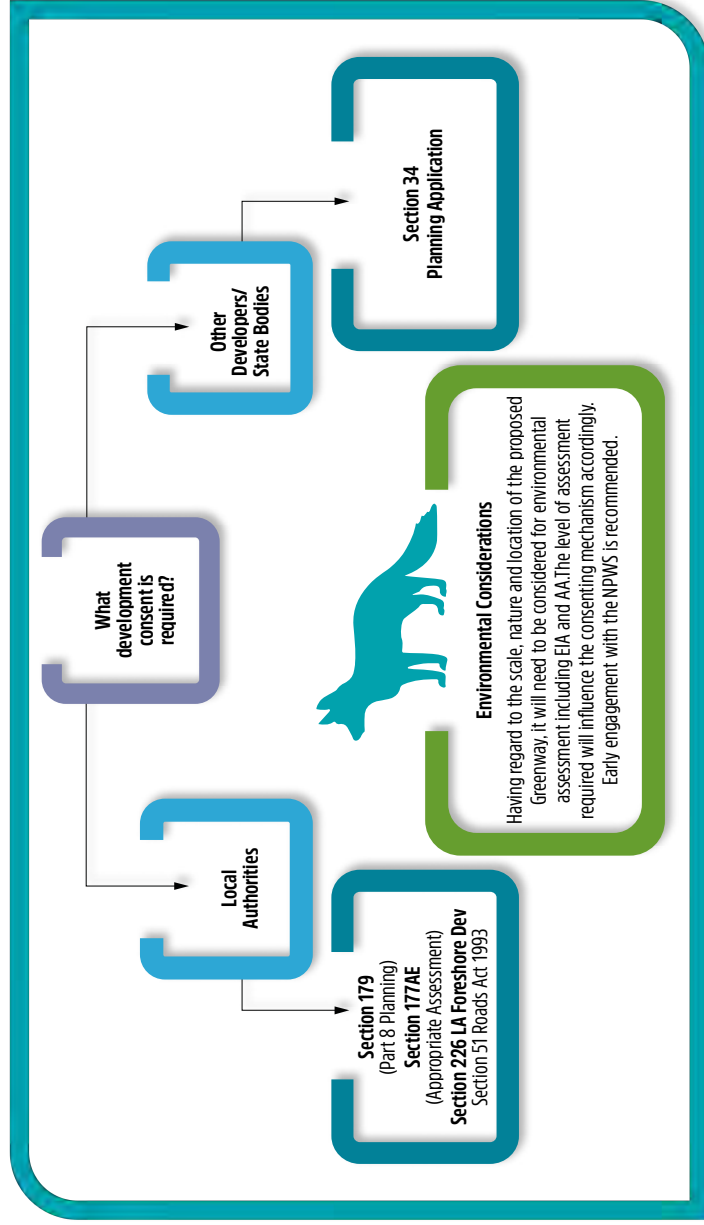 What
development
consent is
required?
Local
Authorities
Other
Developers/
State Bodies
Section 179
(Part 8 Planning)
Section 177AE
(Appropriate Assessment)
Section 226 LA Foreshore Dev
Section 51 Roads Act 1993
Section 34
Planning Application
Environmental Considerations
Having regard to the scale, nature and location of the proposed
Greenway, it will need to be considered for environmental
assessment including EIA and AA.The level of assessment
required will influence the consenting mechanism accordingly.
Early engagement with the NPWS is recommended.